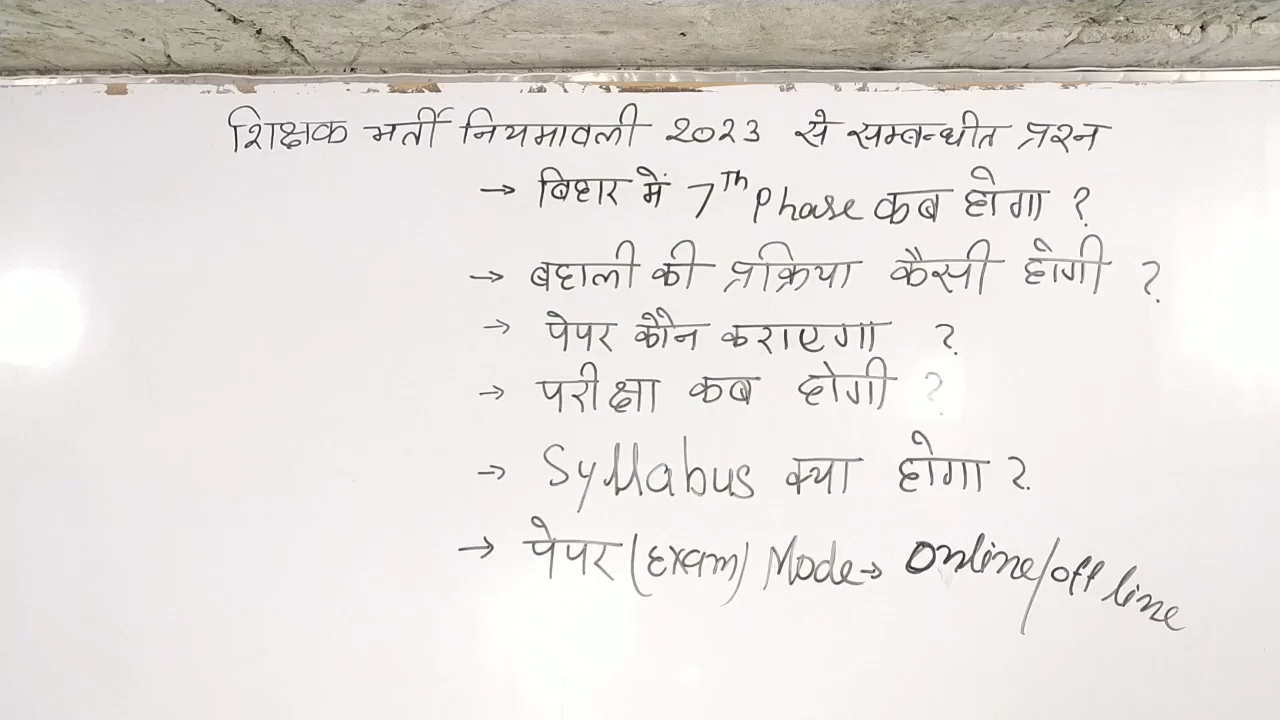 शिक्षक भर्ती नियमावली 2023 से सम्बन्धीत प्रश्न
→ बिहार में 7Th Phase कब होगा ?
→ बहाली की प्रक्रिया कैसी होगी ?
→ पेपर कौन कराएगा ?
→ परीक्षा कब होगी ?
→ Syllabus क्या होगा ?
→ पेपर (Exam) Mode → Online/off line